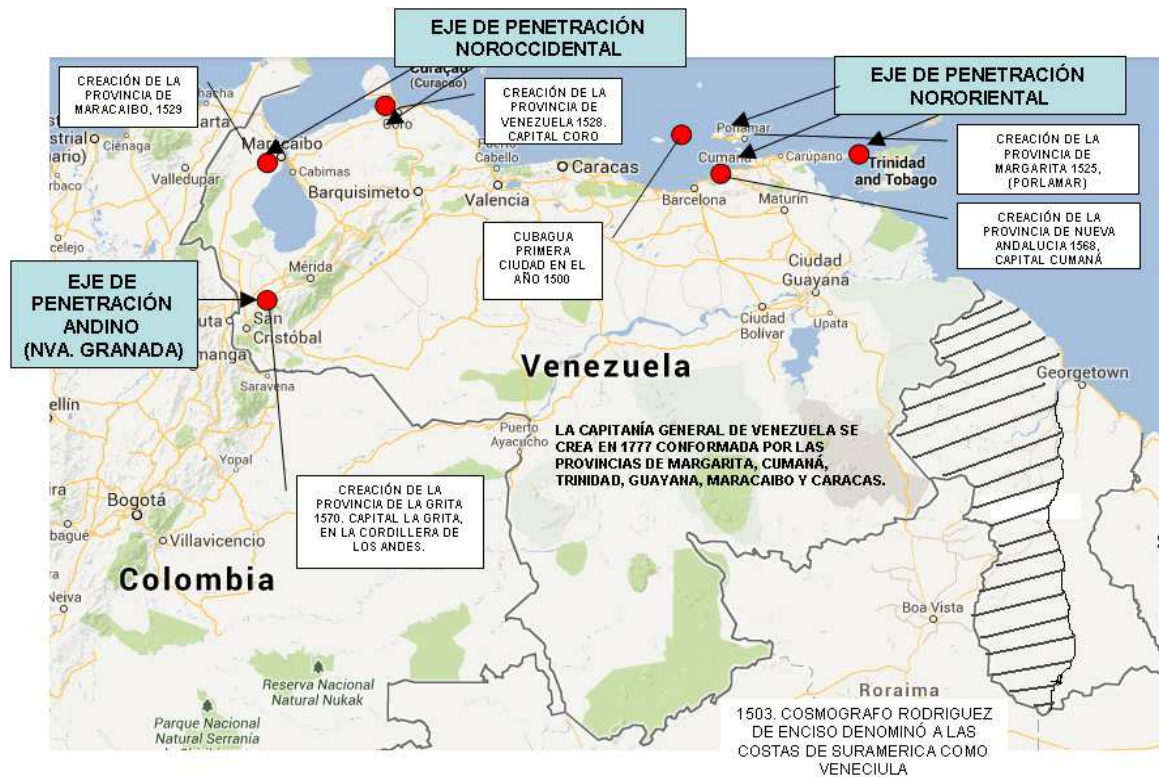 EJE DE PENETRACIÓN
NOROCCIDENTAL
CREACIÓN DE LA
PROVINCIA DE
MARACAIBO, 1529
CREACIÓN DE LA
PROVINCIA DE
VENEZUELA 1528.
CAPITAL CORO
EJE DE PENETRACIÓN
NORORIENTAL
CREACIÓN DE LA
PROVINCIA DE
MARGARITA 1525,
(PORLAMAR)
CREACIÓN DE LA
PROVINCIA DE NUEVA
ANDALUCIA 1568,
CAPITAL CUMANÁ
CUBAGUA
PRIMERA
CIUDAD EN EL
AÑO 1500
EJE DE
PENETRACIÓN
ANDINO
(NVA. GRANADA)
CREACIÓN DE LA
PROVINCIA DE LA GRITA
1570. CAPITAL LA GRITA,
EN LA CORDILLERA DE
LOS ANDES.
LA CAPITANÍA GENERAL DE VENEZUELA SE
CREA EN 1777 CONFORMADA POR LAS
PROVINCIAS DE MARGARITA, CUMANÁ,
TRINIDAD, GUAYANA, MARACAIBO Y CARACAS.
1503. COSMOGRAFO RODRIGUEZ
DE ENCISO DENOMINÓ A LAS
COSTAS DE SURAMERICA COMO
VENECIULA
(Curaçao)
Coro
Maracaibo
Cabimas
Ciénaga
Valledupar
Barquisimeto
Cabello
Valencia
Caracas
Porlamar
Cumaná
Carúpano
Trinidad
and Tobago
Barcelona
Maturín
Mérida
San
Cristóbal
Saravena
Ciudad
Guayana
Ciudad
Bolívar
Upata
Georgetown
Venezuela
Puerto
Ayacucho
Yopal
Bogotá
Villavicencio
Colombia
Neiva
Boa Vista
Roraima
Reserva Nacional
Natural Nukak
Parque Nacional
Natural Serranía